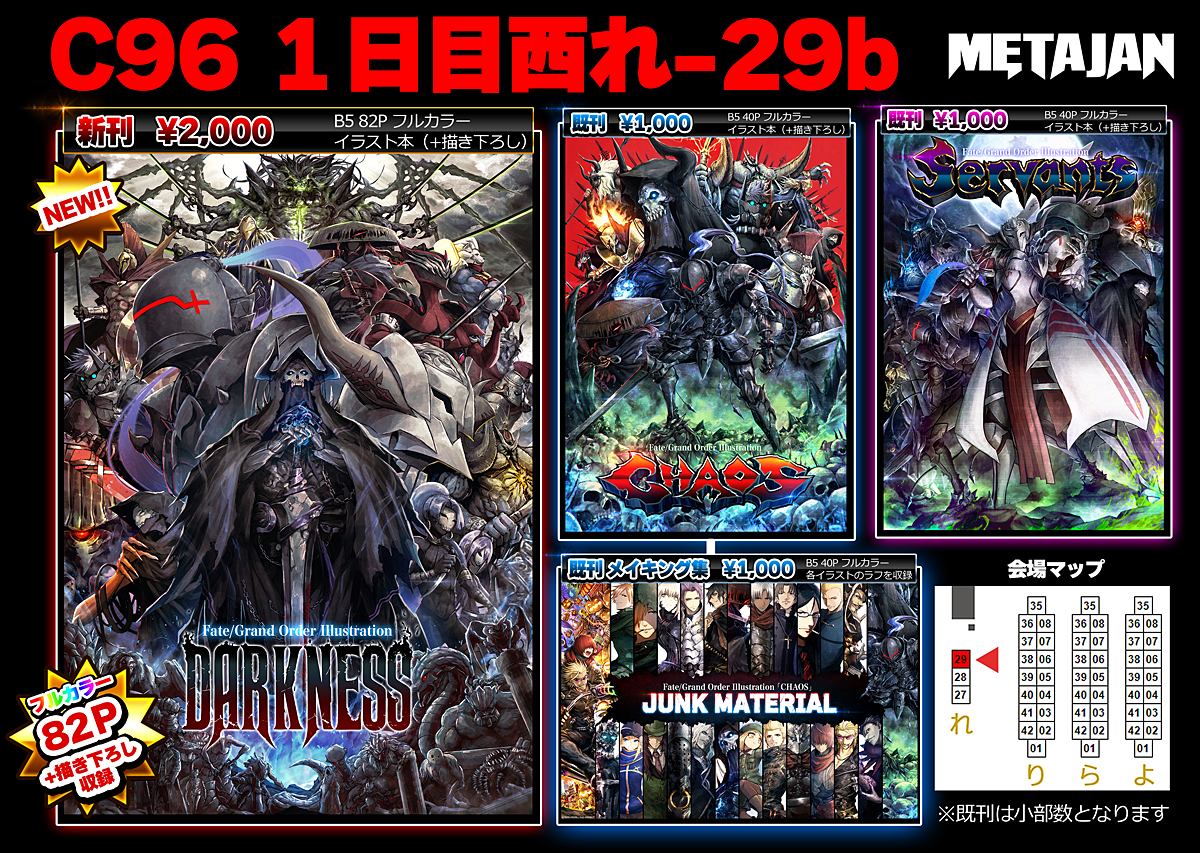 C96 1日目西れ-29b
METAJAN
新刊 ¥2,000
B5 82P フルカラー
イラスト本(+描き下ろし)
NEW!!
Fate/Grand Order Illustration
DARKNESS
フルカラー
82P
+描き下ろし
収録
既刊 ¥1,000
B5 40P フルカラー
イラスト本(+描き下ろし)
Fate/Grand Order Illustration
CHAOS
既刊 ¥1,000
B5 40P フルカラー
イラスト本(+描き下ろし)
Fate/Grand Order Illustration
Servants
既刊 メイキング集 ¥1,000
B5 40P フルカラー
各イラストのラフを収録
Fate/Grand Order Illustration「CHAOS」
JUNK MATERIAL
会場マップ
35 35 35
36 08 36 08 36 08
37 07 37 07 37 07
29 38 06 38 06 38 06
28 39 05 39 05 39 05
27 40 04 40 04 40 04
41 03 41 03 41 03
42 02 42 02 42 02
01 01 01
れ り ら よ
※既刊は小部数となります